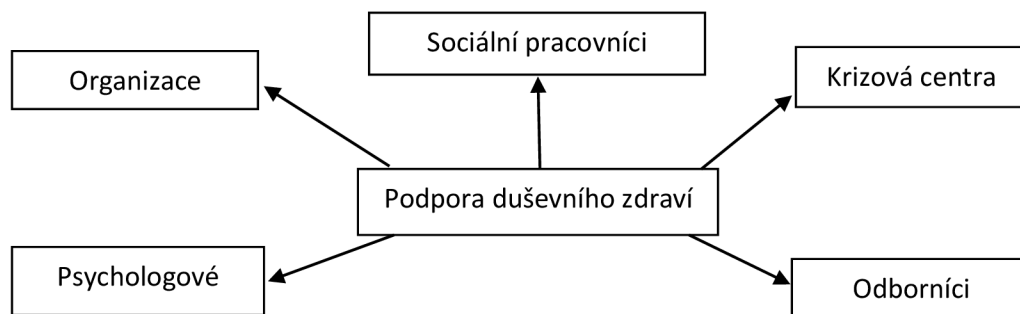 Sociální pracovníci
Organizace
Krizová centra
Podpora duševního zdraví
Psychologové
Odborníci